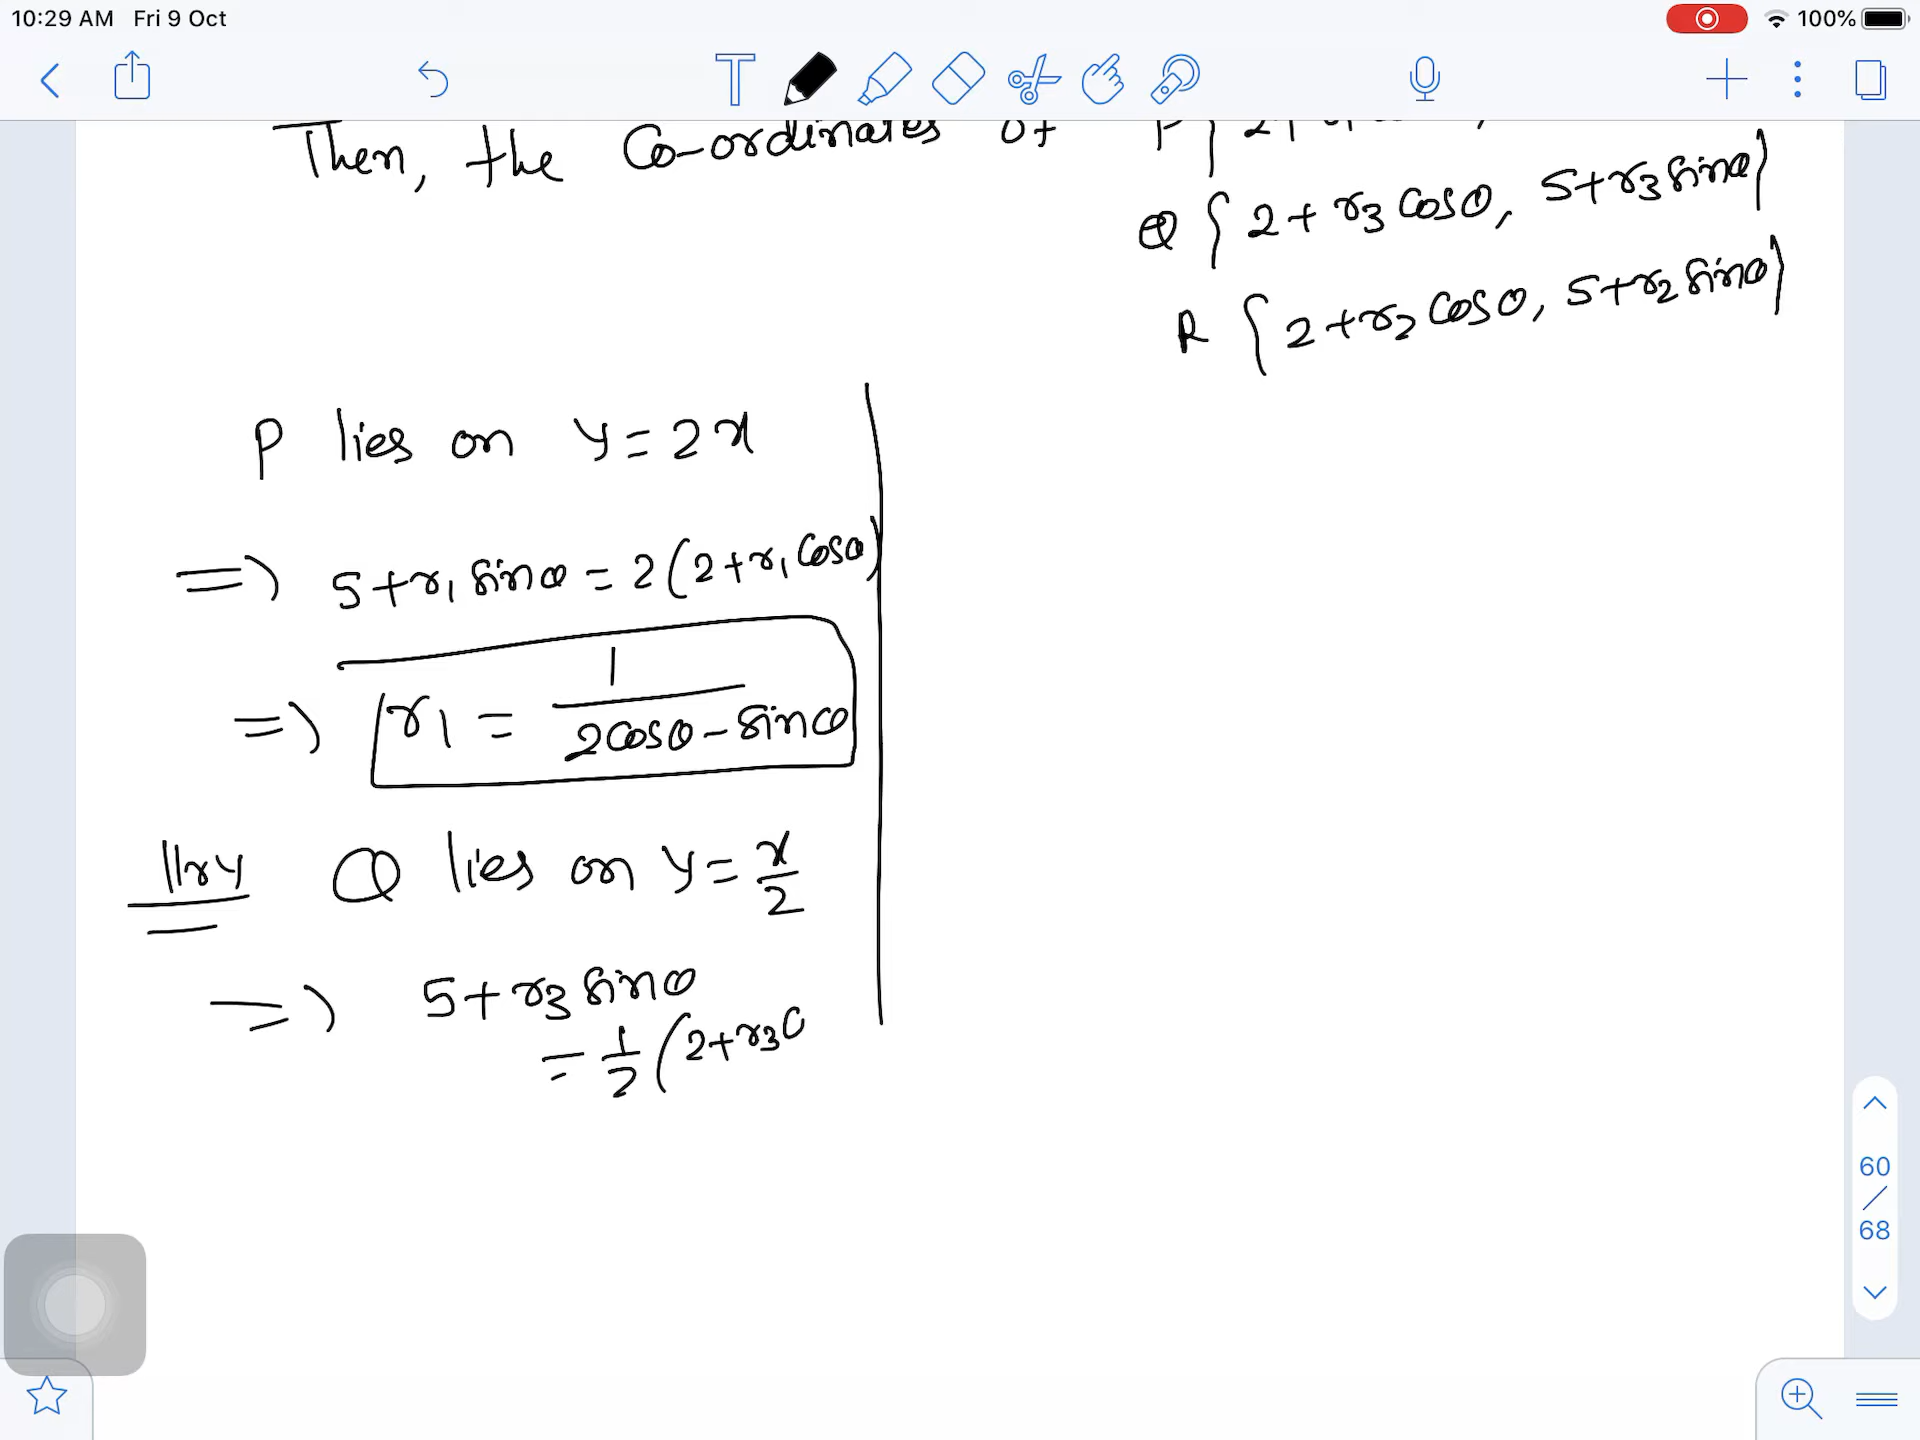 10:29 AM Fri 9 Oct
100%
T
Then, the Co-ordinates of P
Q { 2 + r3 cosθ, 5+r3 sinθ}
R { 2+r2 cosθ, 5+r2 sinθ}
P lies on y = 2x
=> 5+r1 sinθ = 2(2+r1 cosθ)
=> r1 = 1/(2cosθ - sinθ)
lllry Q lies on y = x/2
=> 5+r3 sinθ
= 1/2 (2+r3 c
60
/
68